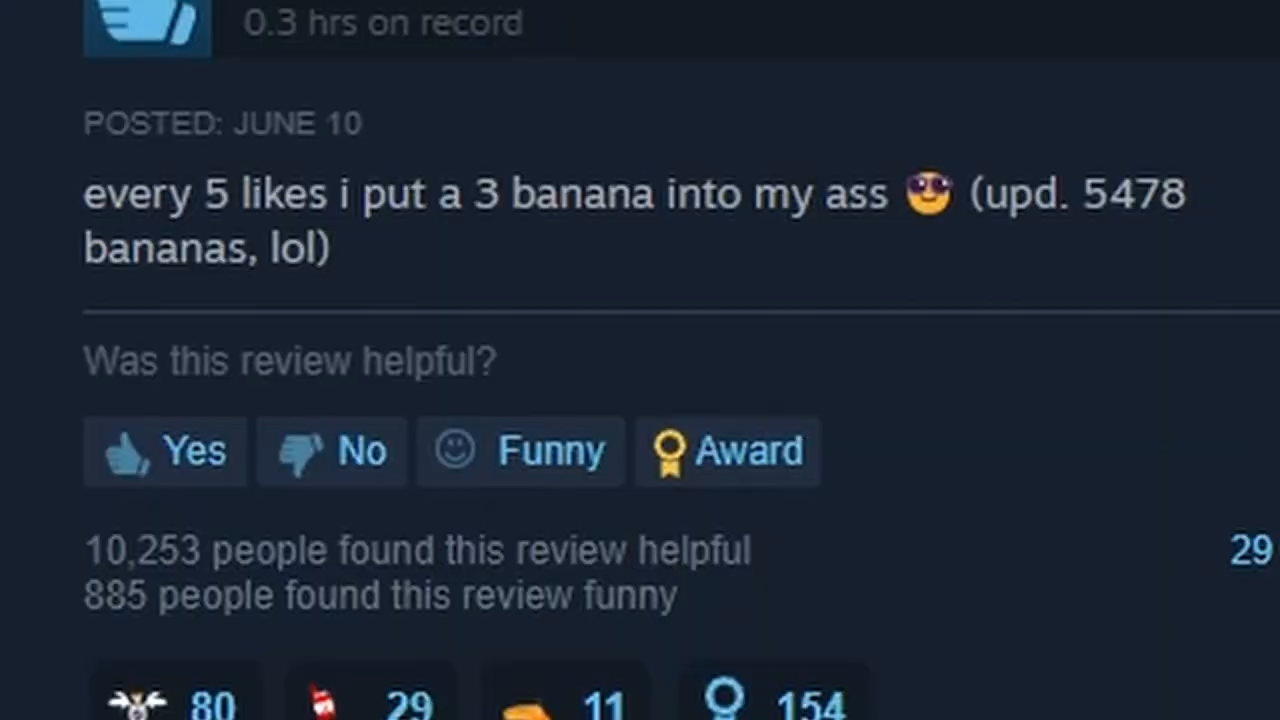 0.3 hrs on record
POSTED: JUNE 10
every 5 likes i put a 3 banana into my ass 😎 (upd. 5478
bananas, lol)
Was this review helpful?
Yes No Funny Award
10,253 people found this review helpful 29
885 people found this review funny
80 29 11 154